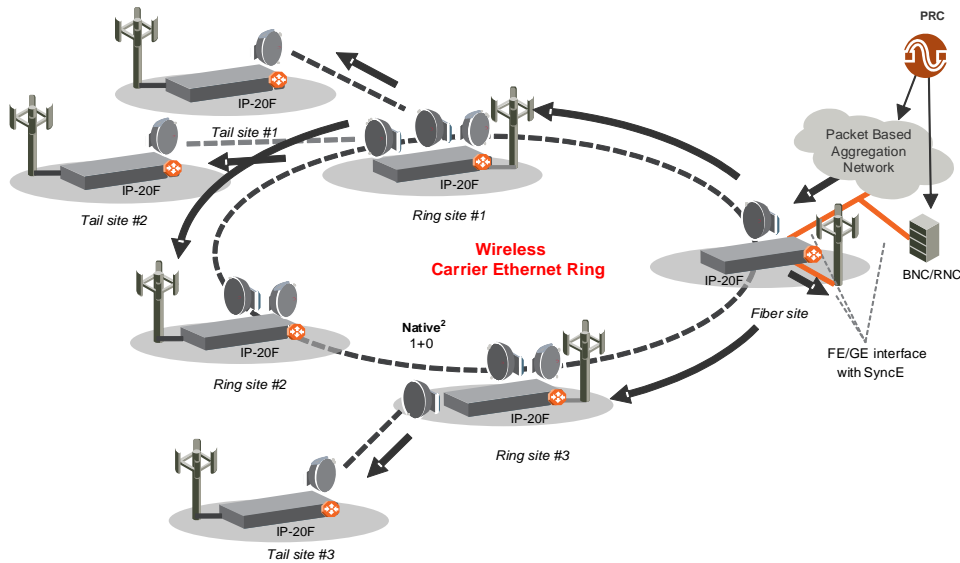 PRC
IP-20F
Tail site #1
Packet Based
Aggregation
Network
IP-20F
Tail site #2
IP-20F
Ring site #1
Wireless
Carrier Ethernet Ring
IP-20F
Fiber site
BNC/RNC
FE/GE interface
with SyncE
Native²
1+0
IP-20F
Ring site #2
IP-20F
Ring site #3
IP-20F
Tail site #3